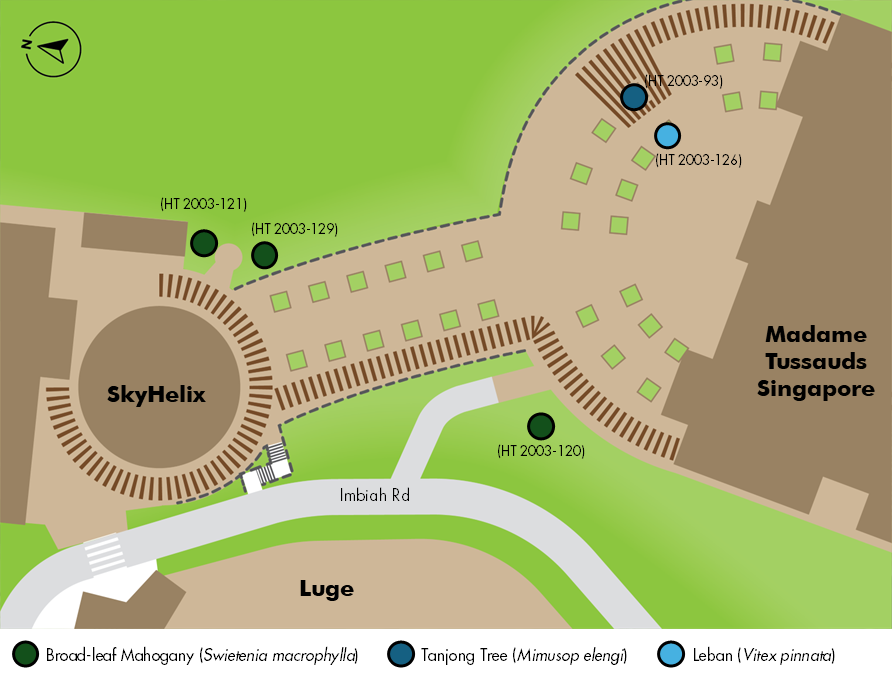 N
(HT 2003-93)
(HT 2003-126)
(HT 2003-121)
(HT 2003-129)
Madame
Tussauds
Singapore
SkyHelix
(HT 2003-120)
Imbiah Rd
Luge
Broad-leaf Mahogany (Swietenia macrophylla)
Tanjong Tree (Mimusop elengi)
Leban (Vitex pinnata)